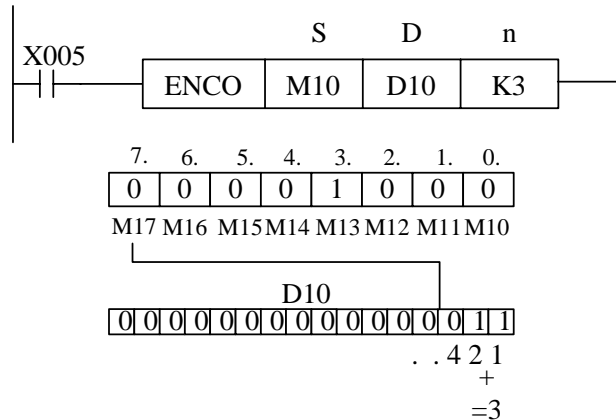 S D n
X005
ENCO M10 D10 K3
7. 6. 5. 4. 3. 2. 1. 0.
0 0 0 0 1 0 0 0
M17 M16 M15 M14 M13 M12 M11 M10
D10
0 0 0 0 0 0 0 0 0 0 0 0 0 0 1 1
. . 4 2 1
+
=3